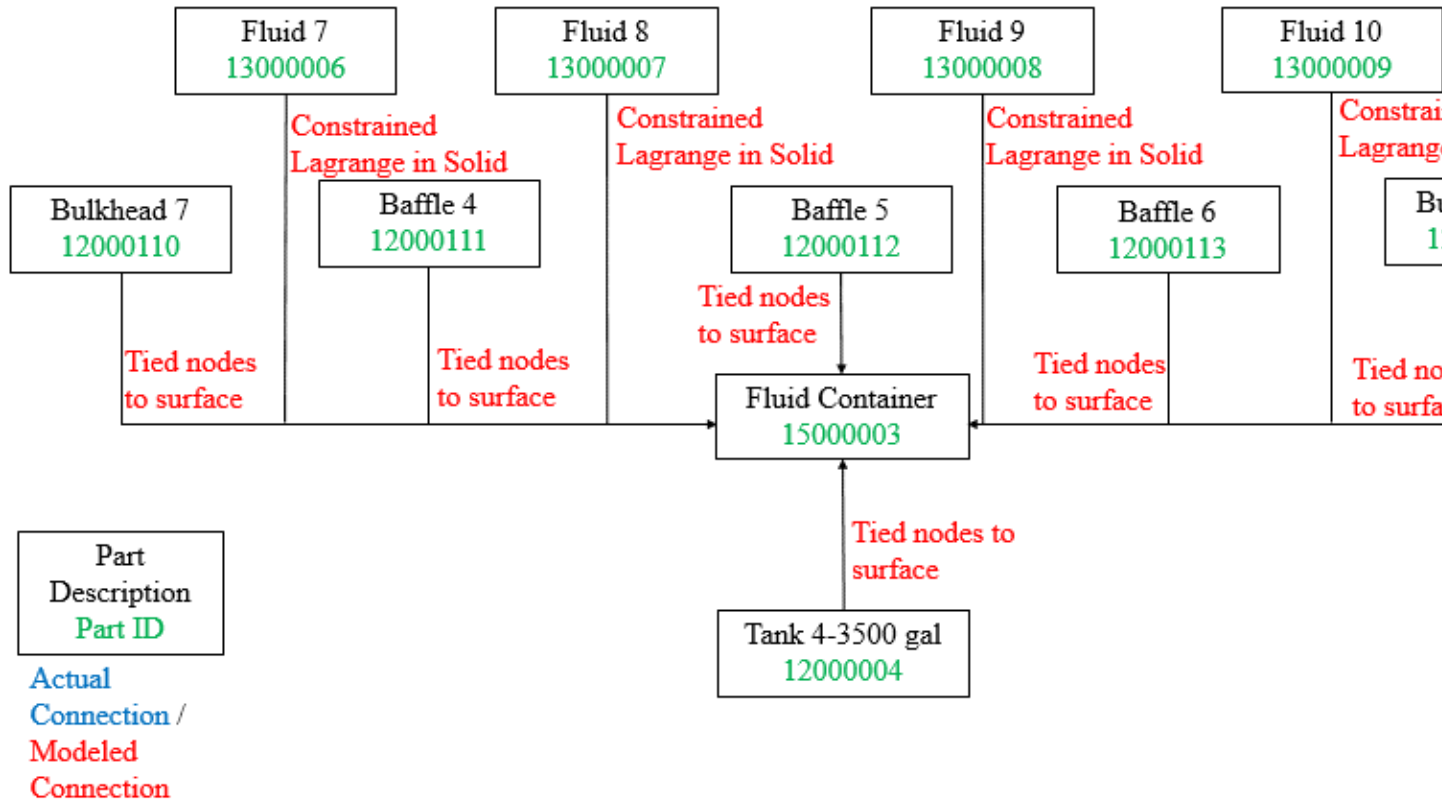 Fluid 7
13000006
Fluid 8
13000007
Fluid 9
13000008
Fluid 10
13000009
Constrained
Lagrange in Solid
Constrained
Lagrange in Solid
Constrained
Lagrange in Solid
Bulkhead 7
12000110
Baffle 4
12000111
Baffle 5
12000112
Baffle 6
12000113
Tied nodes
to surface
Tied nodes
to surface
Tied nodes
to surface
Tied nodes
to surface
Tied
to
Fluid Container
15000003
Tied nodes to
surface
Tank 4-3500 gal
12000004
Part
Description
Part ID
Actual
Connection /
Modeled
Connection